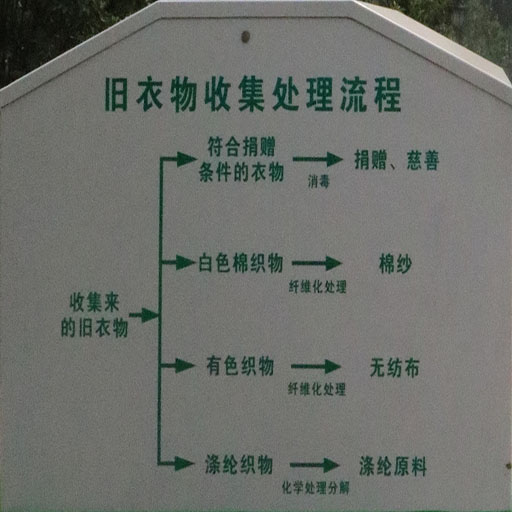 旧衣物收集处理流程
符合捐赠
条件的衣物
消毒
捐赠、慈善
白色棉织物
纤维化处理
棉纱
收集来
的旧衣物
有色织物
纤维化处理
无纺布
涤纶织物
化学处理分解
涤纶原料